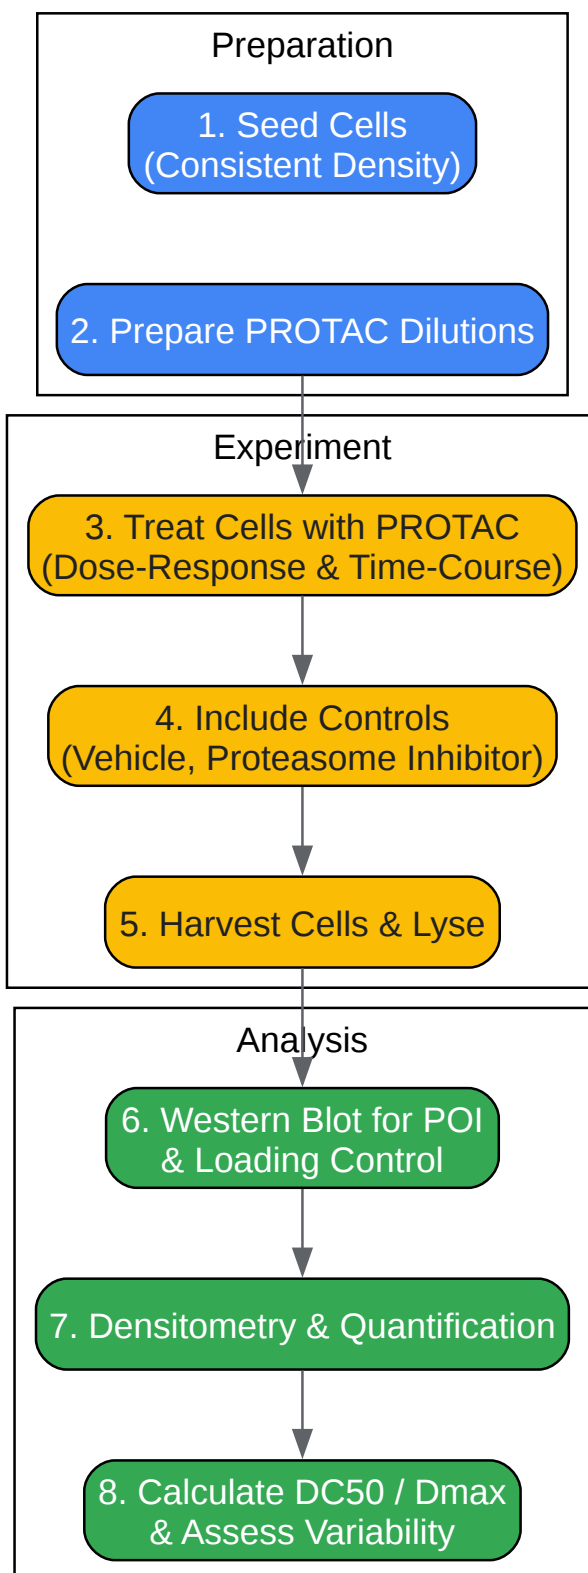 Preparation
1. Seed Cells
(Consistent Density)
2. Prepare PROTAC Dilutions
Experiment
3. Treat Cells with PROTAC
(Dose-Response & Time-Course)
4. Include Controls
(Vehicle, Proteasome Inhibitor)
5. Harvest Cells & Lyse
Analysis
6. Western Blot for POI
& Loading Control
7. Densitometry & Quantification
8. Calculate DC50 / Dmax
& Assess Variability